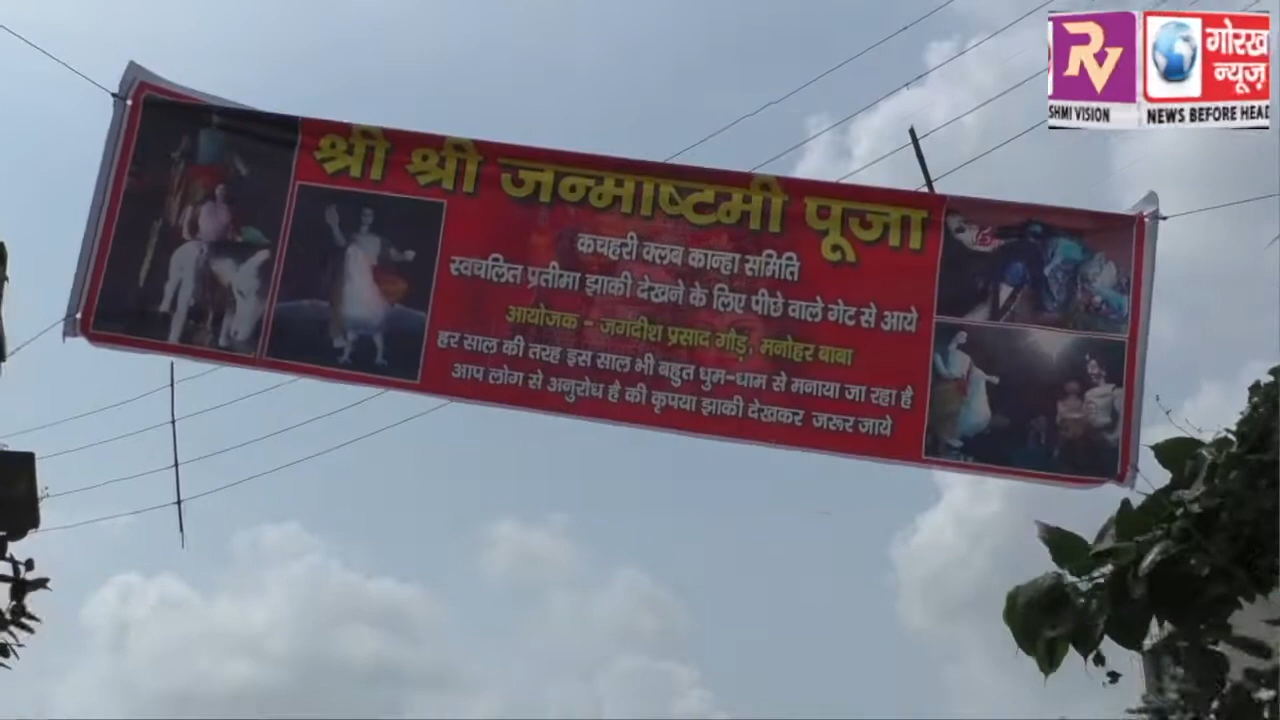 श्री श्री जन्माष्टमी पूजा
कचहरी क्लब कान्हा समिति
स्वचलित प्रतीमा झाकी देखने के लिए पीछे वाले गेट से आये
आयोजक - जगदीश प्रसाद गौड़, मनोहर बाबा
हर साल की तरह इस साल भी बहुत धुम-धाम से मनाया जा रहा है
आप लोग से अनुरोध है की कृपया झाकी देखकर जरूर जाये
RV
SHMI VISION
गोरख
न्यूज़
NEWS BEFORE HEAD